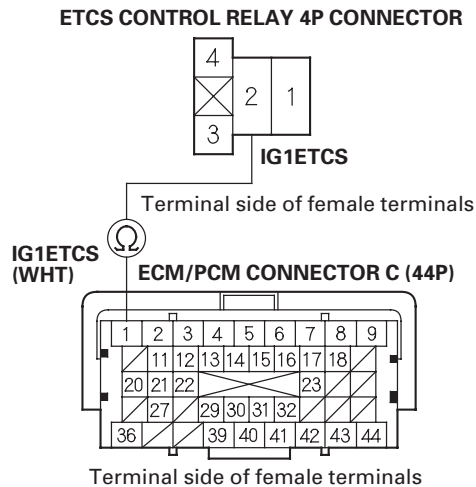 ETCS CONTROL RELAY 4P CONNECTOR
4
2 1
3
IG1ETCS
Terminal side of female terminals
Ω
IG1ETCS
(WHT)
ECM/PCM CONNECTOR C (44P)
1 2 3 4 5 6 7 8 9
11 12 13 14 15 16 17 18
20 21 22 23
27 29 30 31 32
36 39 40 41 42 43 44
Terminal side of female terminals